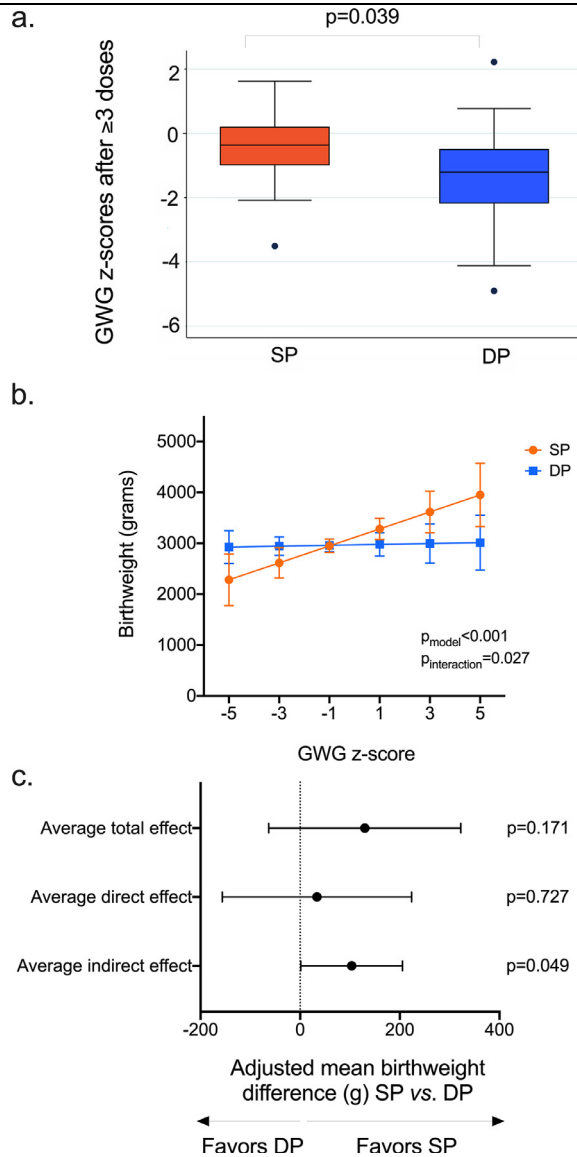 a.
p=0.039
GWG z-scores after ≥3 doses
2
0
-2
-4
-6
SP
DP
b.
Birthweight (grams)
5000
4000
3000
2000
1000
0
SP
DP
pmodel<0.001
pinteraction=0.027
-5 -3 -1 1 3 5
GWG z-score
c.
Average total effect
p=0.171
Average direct effect
p=0.727
Average indirect effect
p=0.049
-200 0 200 400
Adjusted mean birthweight
difference (g) SP vs. DP
Favors DP Favors SP